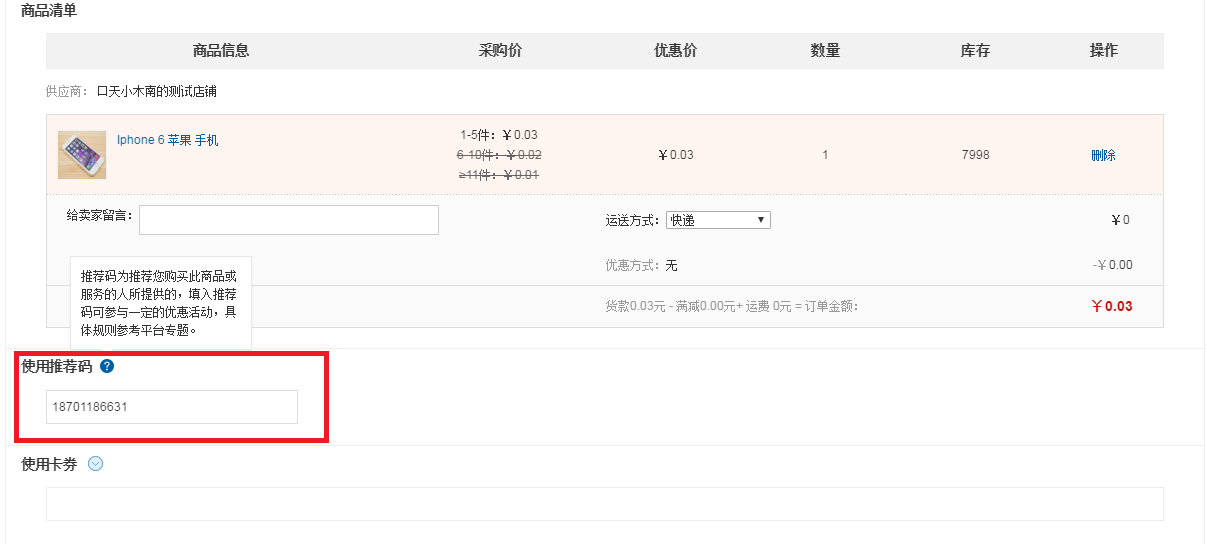 商品清单
商品信息 采购价 优惠价 数量 库存 操作
供应商： 口天小木南的测试店铺
Iphone 6 苹果 手机
1-5件：￥0.03
6-10件：￥0.02
≥11件：￥0.01
￥0.03 1 7998 删除
给卖家留言：
运送方式： 快递 ￥0
优惠方式：无 -￥0.00
货款0.03元 - 满减0.00元+ 运费 0元 = 订单金额： ￥0.03
推荐码为推荐您购买此商品或
服务的人所提供的，填入推荐
码可参与一定的优惠活动，具
体规则参考平台专题。
使用推荐码 ?
18701186631
使用卡券